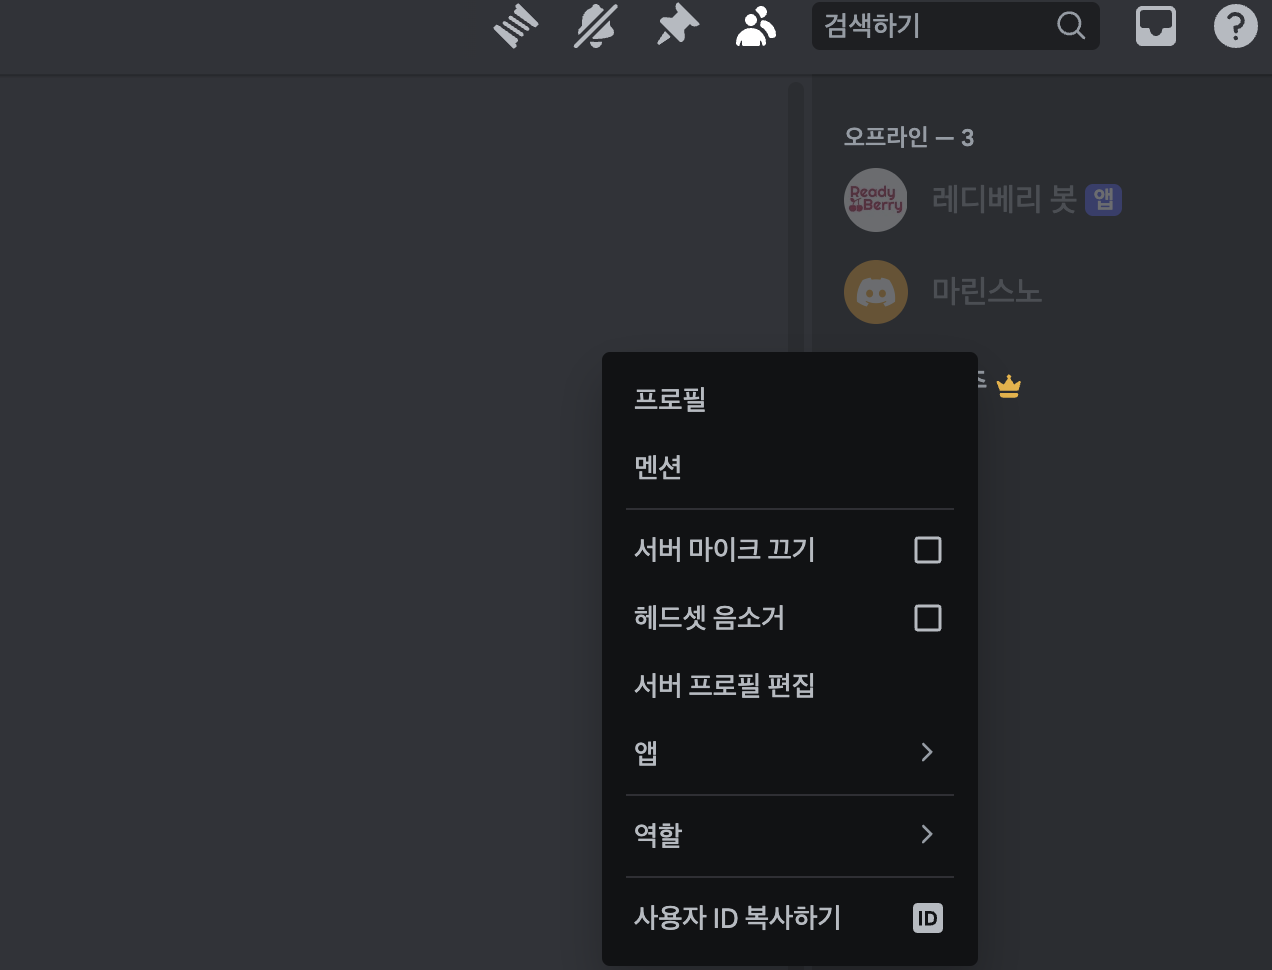 검색하기
오프라인 — 3
Ready
Berry
레디베리 봇 앱
마린스노
프로필
멘션
서버 마이크 끄기
헤드셋 음소거
서버 프로필 편집
앱
역할
사용자 ID 복사하기 ID